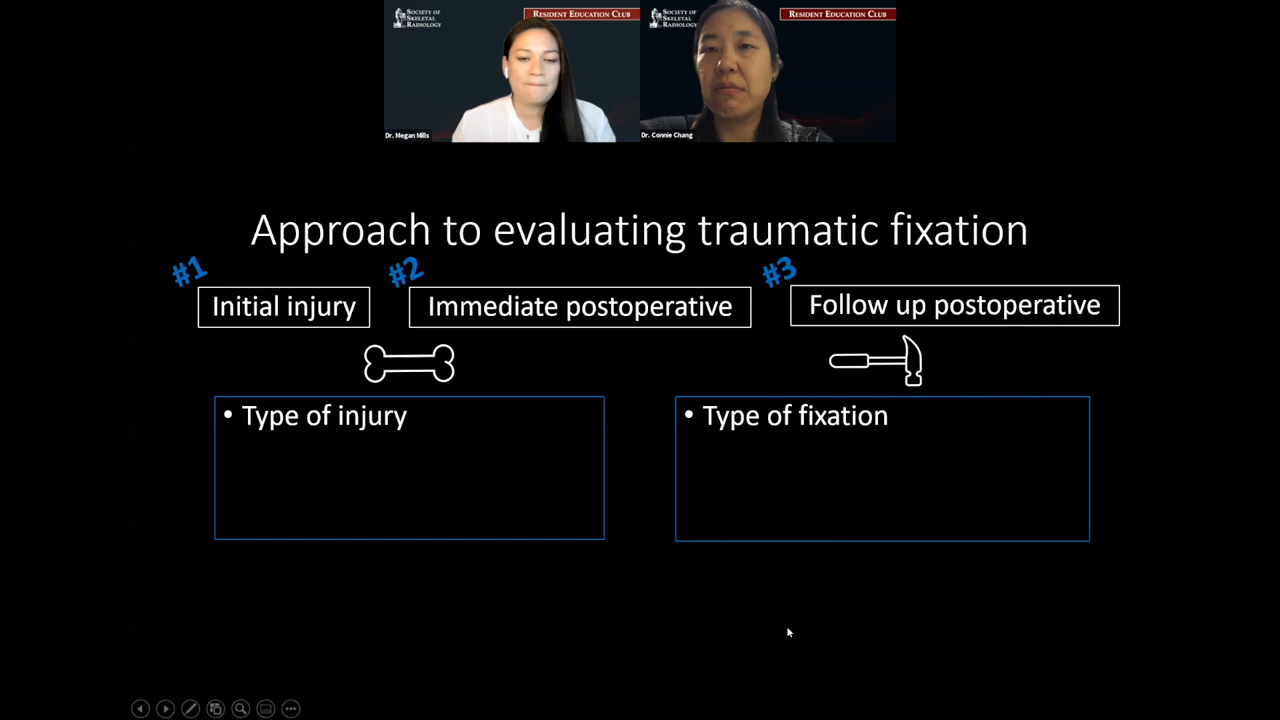 SOCIETY OF
SKELETAL
RADIOLOGY
RESIDENT EDUCATION CLUB
Dr. Megan Mills
SOCIETY OF
SKELETAL
RADIOLOGY
RESIDENT EDUCATION CLUB
Dr. Connie Chang
Approach to evaluating traumatic fixation
#1
#2
#3
Initial injury
Immediate postoperative
Follow up postoperative
• Type of injury
• Type of fixation